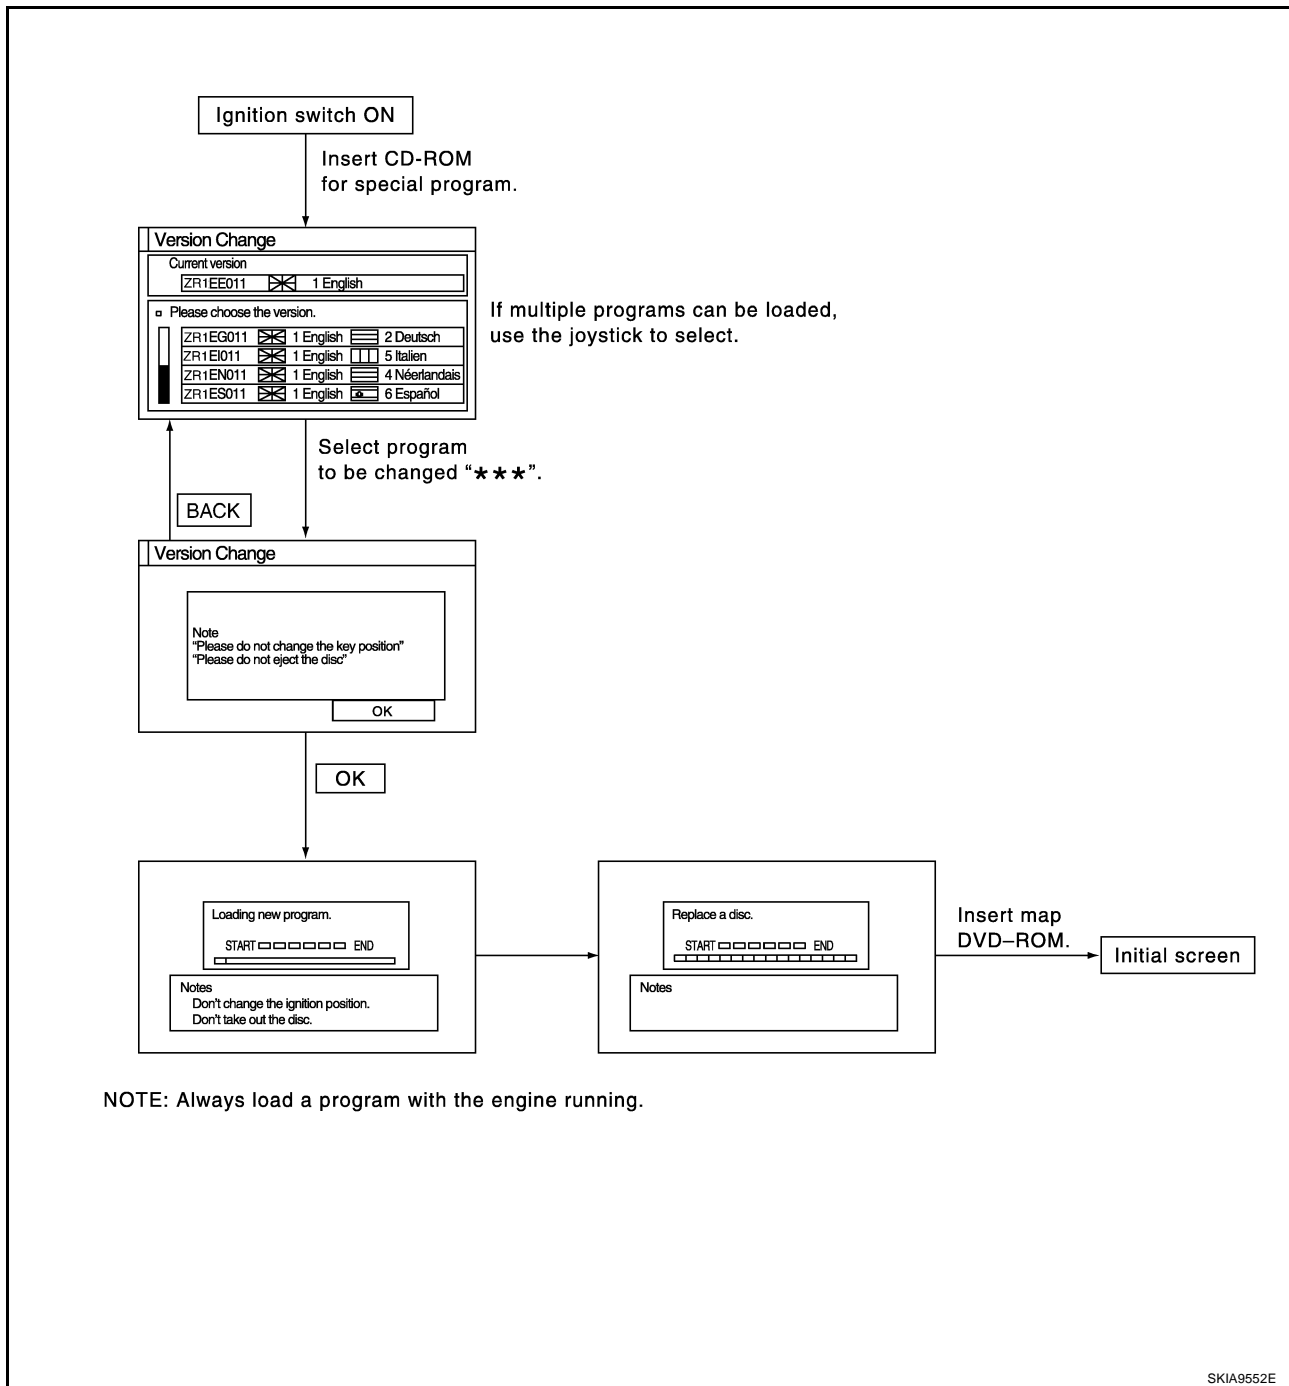 Ignition switch ON
Insert CD-ROM
for special program.
Version Change
Current version
ZR1EE011 1 English
Please choose the version.
ZR1EG011 1 English 2 Deutsch
ZR1EI011 1 English 5 Italien
ZR1EN011 1 English 4 Néerlandais
ZR1ES011 1 English 6 Español
If multiple programs can be loaded,
use the joystick to select.
Select program
to be changed “★★★”.
BACK
Version Change
Note
“Please do not change the key position”
“Please do not eject the disc”
OK
OK
Loading new program.
START END
Notes
Don't change the ignition position.
Don't take out the disc.
Replace a disc.
START END
Notes
Insert map
DVD–ROM.
Initial screen
NOTE: Always load a program with the engine running.
SKIA9552E